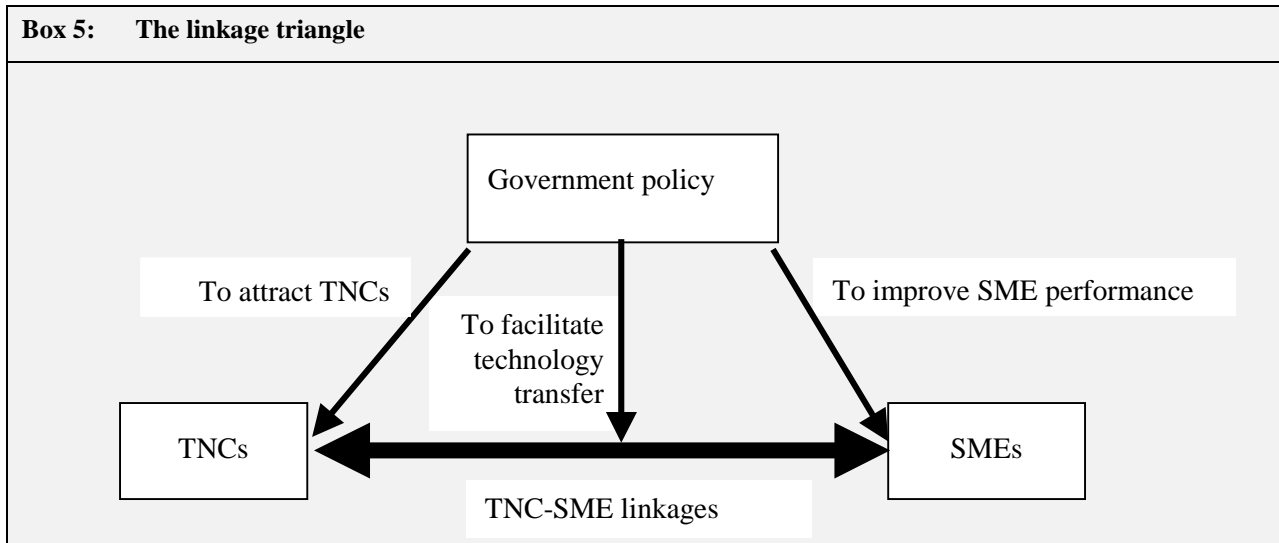 Box 5: The linkage triangle
Government policy
To attract TNCs
To improve SME performance
To facilitate
technology
transfer
TNCs
SMEs
TNC-SME linkages